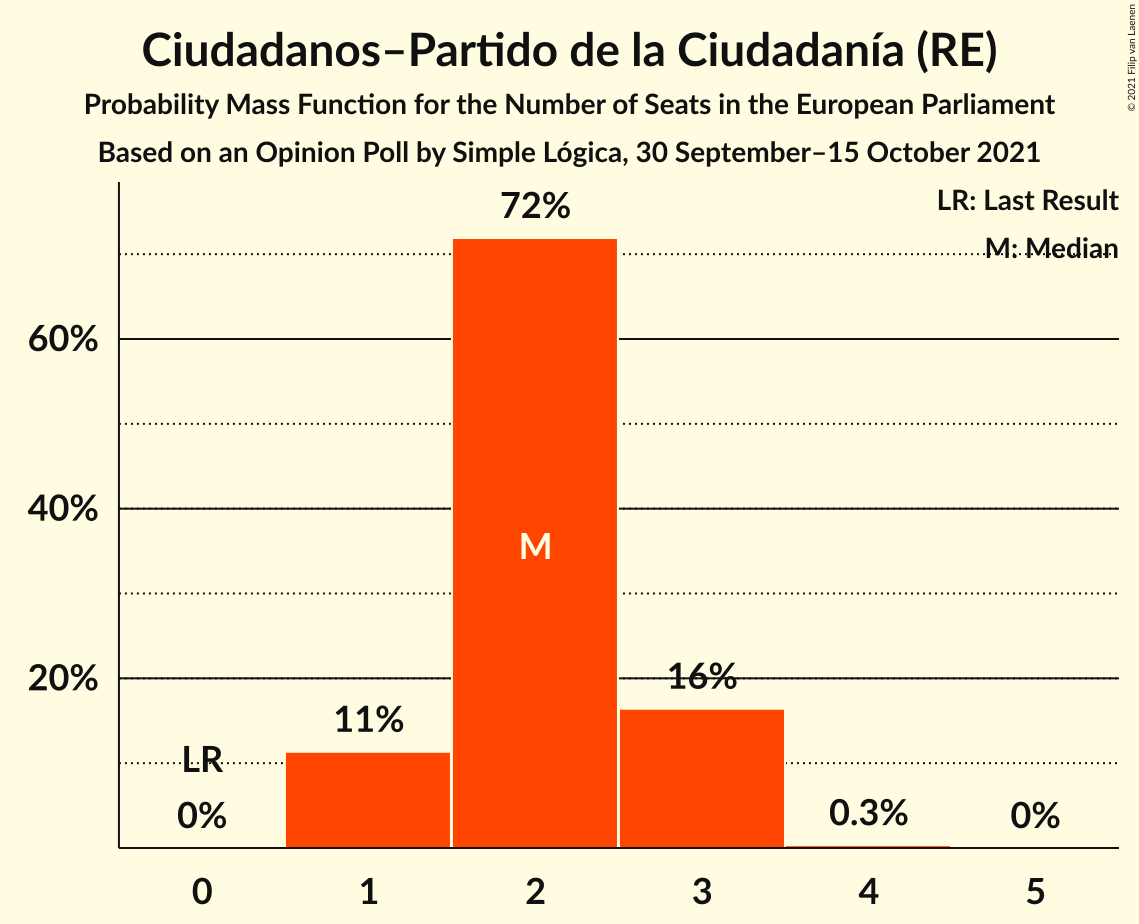 Ciudadanos–Partido de la Ciudadanía (RE)
Probability Mass Function for the Number of Seats in the European Parliament
Based on an Opinion Poll by Simple Lógica, 30 September–15 October 2021
© 2021 Filip van Laenen
LR: Last Result
M: Median
72%
60%
40%
M
20%
16%
11%
LR
0%
0.3%
0%
0 1 2 3 4 5